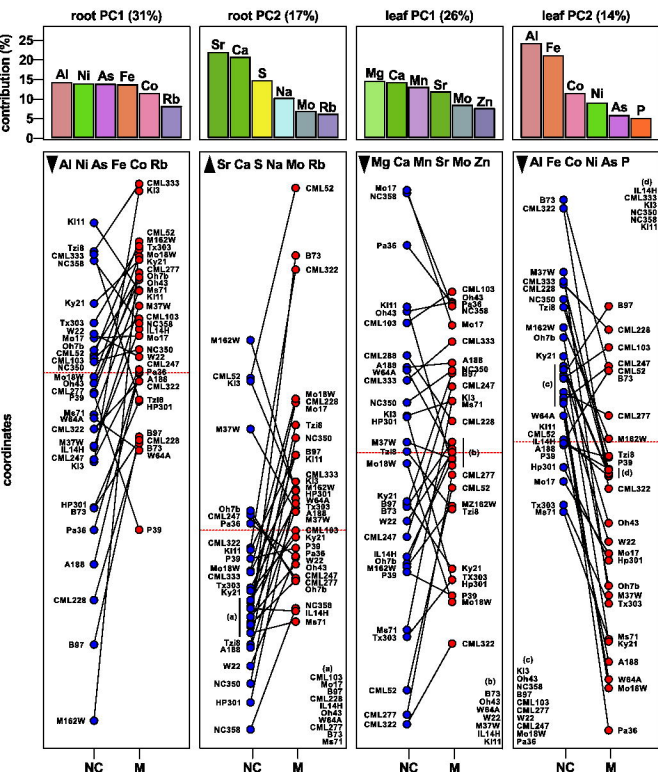 root PC1 (31%)
root PC2 (17%)
leaf PC1 (26%)
leaf PC2 (14%)
contribution (%)
25
20
15
10
5
0
Al Ni As Fe Co Rb
Sr Ca S Na Mo Rb
Mg Ca Mn Sr Mo Zn
Al Fe Co Ni As P
coordinates
Al Ni As Fe Co Rb
KI11
Tzi8
CML333
NC358
Ky21
Tx303
W22
Mo17
Oh7b
CML52
CML103
NC350
Mo18W
Oh43
CML277
P39
Ms71
W64A
CML322
M37W
IL14H
CML247
Ki3
HP301
B73
Pa36
A188
CML228
B97
M162W
CML333
KI3
CML52
M162W
Tx303
Mo18W
Ky21
CML277
Oh7b
Oh43
Ms71
KI11
M37W
CML103
NC358
IL14H
Mo17
NC350
W22
CML247
Pa36
A188
CML322
Tzi8
HP301
B97
CML228
B73
W64A
P39
NC M
Sr Ca S Na Mo Rb
M162W
CML52
KI3
M37W
Oh7b
CML247
Pa36
CML322
KI11
P39
Mo18W
CML333
Tx303
Ky21
(a)
Tzi8
A188
W22
NC350
HP301
NC358
CML52
B73
CML322
Mo18W
CML228
Mo17
Tzi8
NC350
B97
KI11
CML333
KI3
M162W
HP301
W64A
Tx303
A188
M37W
CML103
Ky21
P39
Pa36
W22
Oh43
CML247
CML277
Oh7b
NC358
IL14H
Ms71
(a)
CML103
Mo17
B97
CML228
IL14H
Oh43
W64A
CML277
B73
Ms71
NC M
Mg Ca Mn Sr Mo Zn
Mo17
NC358
Pa36
KI11
Oh43
CML103
CML288
A188
W64A
CML333
NC350
KI3
HP301
M37W
Tzi8
Mo18W
Ky21
B97
B73
W22
CML247
IL14H
Oh7b
M162W
P39
Ms71
Tx303
CML52
CML277
CML322
CML103
Oh43
Pa36
NC358
Mo17
CML333
A188
NC350
B97
CML247
KI3
Ms71
CML228
(b)
CML277
CML52
MZ162W
Tzi8
Ky21
TX303
Hp301
P39
Mo18W
CML322
(b)
B73
Oh43
W64A
W22
M37W
IL14H
KI11
NC M
Al Fe Co Ni As P
(d)
IL14H
CML333
KI3
NC358
NC350
KI11
B73
CML322
M37W
CML333
CML228
NC350
Tzi8
M162W
Oh7b
Ky21
(c)
W64A
KI11
CML52
IL14H
A188
P39
Hp301
Mo17
Tx303
Ms71
B97
CML228
CML103
CML247
CML52
B73
CML277
M162W
Tzi8
P39
(d)
CML322
Oh43
W22
Mo17
Hp301
Oh7b
M37W
Tx303
Ms71
Ky21
A188
W64A
Mo18W
Pa36
(c)
KI3
Oh43
NC358
B97
CML103
CML277
W22
CML247
Mo18W
Pa36
NC M